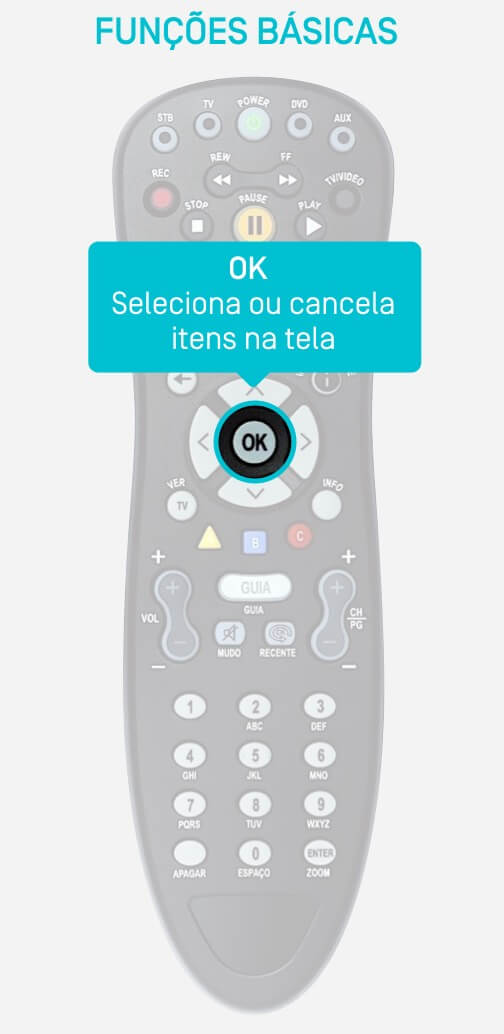 FUNÇÕES BÁSICAS
STB
TV
POWER
DVD
AUX
REW
FF
REC
TV/VIDEO
STOP
PAUSE
PLAY
OK
Seleciona ou cancela
itens na tela
OK
VER
TV
INFO
B
C
+
+
+
+
GUIA
VOL
GUIA
CH
PG
MUDO
RECENTE
1
2
3
ABC
DEF
4
5
6
GHI
JKL
MNO
7
8
9
PQRS
TUV
WXYZ
0
ENTER
APAGAR
ESPAÇO
ZOOM